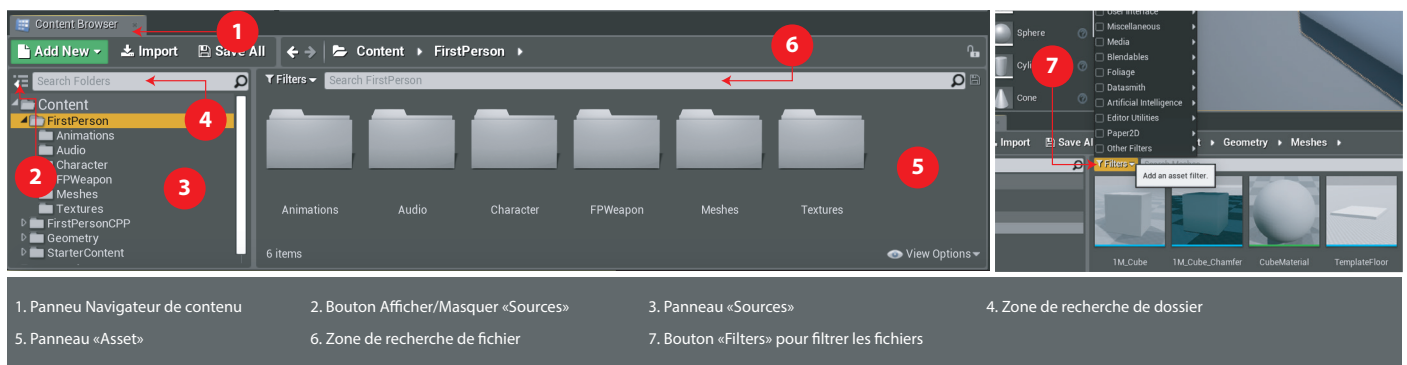 Content Browser
1
Add New
Import
Save All
Content
FirstPerson
6
Search Folders
Filters
Search FirstPerson
4
Content
FirstPerson
Animations
Audio
Character
FPWeapon
Meshes
Textures
FirstPersonCPP
Geometry
StarterContent
2
3
5
Animations
Audio
Character
FPWeapon
Meshes
Textures
6 items
View Options
User Interface
Miscellaneous
Media
Blendables
Foliage
Datasmith
Artificial Intelligence
Editor Utilities
Paper2D
Other Filters
Sphere
Cone
7
Import
Save
Geometry
Meshes
Filters
Add an asset filter.
1M_Cube
1M_Cube_Chamfer
CubeMaterial
TemplateFloor
1. Panneu Navigateur de contenu
2. Bouton Afficher/Masquer «Sources»
3. Panneau «Sources»
4. Zone de recherche de dossier
5. Panneau «Asset»
6. Zone de recherche de fichier
7. Bouton «Filters» pour filtrer les fichiers